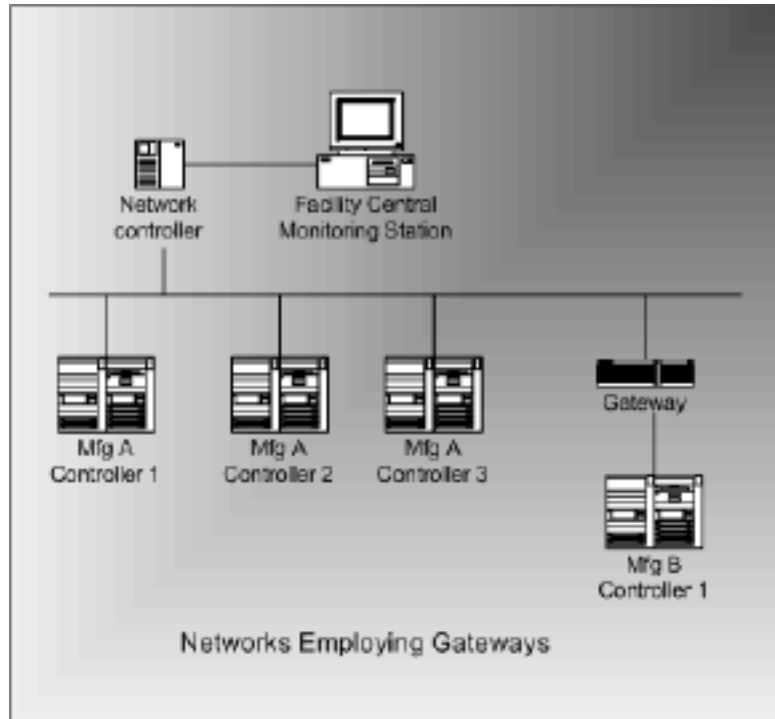 Network
controller
Facility Central
Monitoring Station
Mfg A
Controller 1
Mfg A
Controller 2
Mfg A
Controller 3
Gateway
Mfg B
Controller 1
Networks Employing Gateways